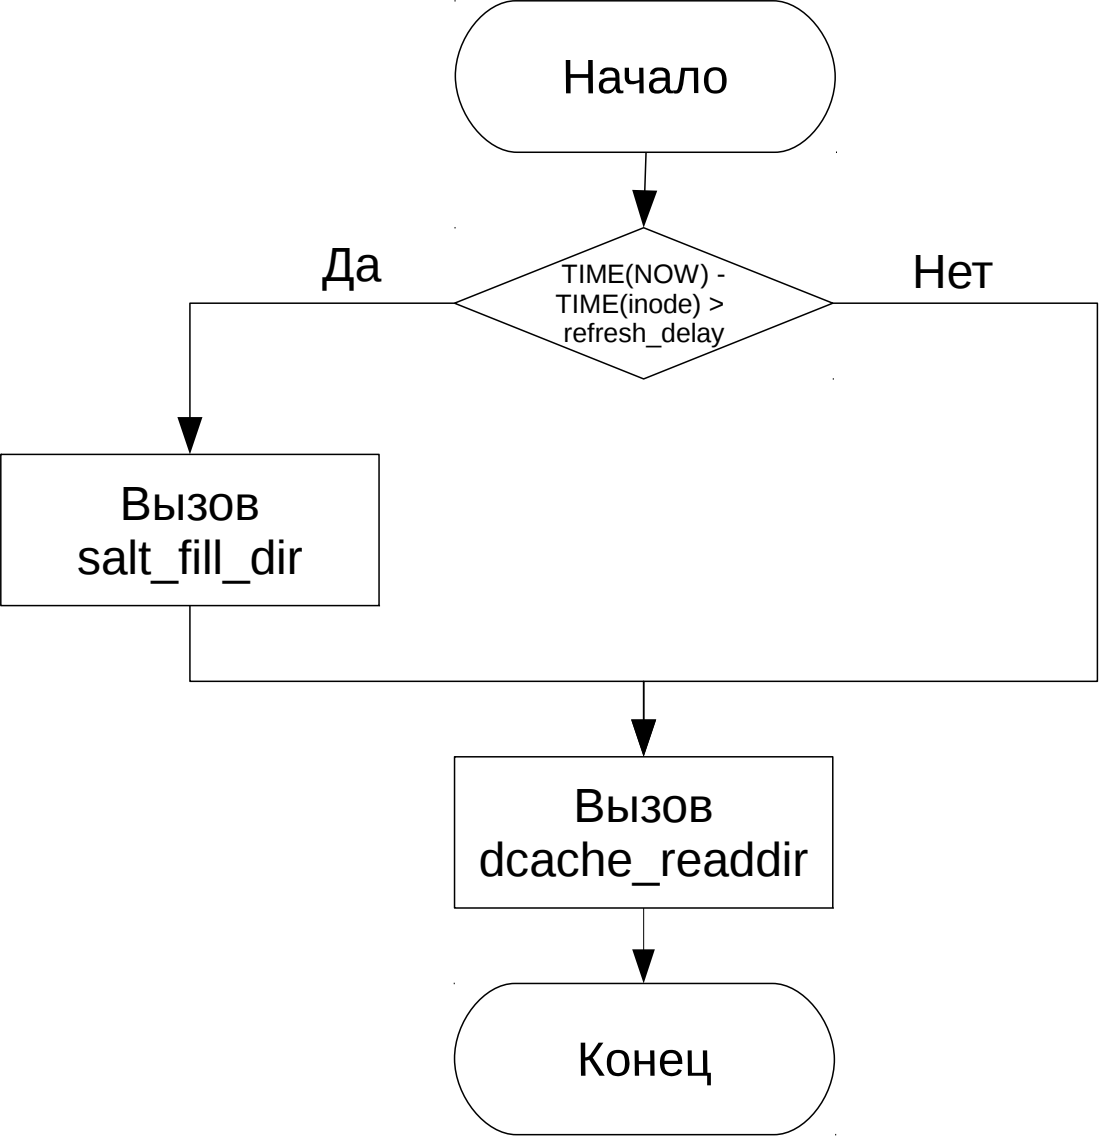 Начало
Да
Нет
TIME(NOW) -
TIME(inode) >
refresh_delay
Вызов
salt_fill_dir
Вызов
dcache_readdir
Конец